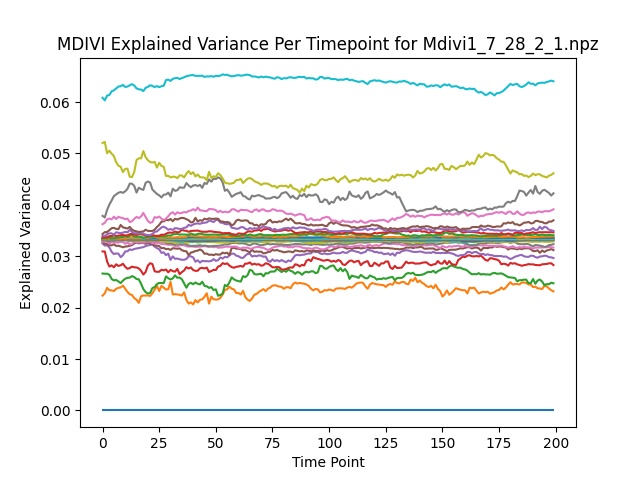 MDIVI Explained Variance Per Timepoint for Mdivi1_7_28_2_1.npz
Explained Variance
0.06
0.05
0.04
0.03
0.02
0.01
0.00
0 25 50 75 100 125 150 175 200
Time Point